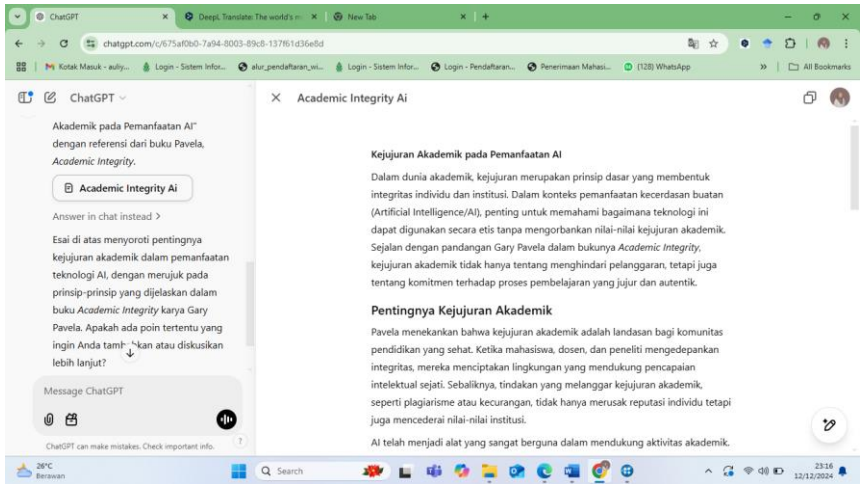 ChatGPT
DeepL Translate: The world's m
New Tab
chatgpt.com/c/675af0b0-7a94-8003-89c8-137f61d36e8d
Kotak Masuk - auliy...
Login - Sistem Infor...
alur_pendaftaran_wi...
Login - Sistem Infor...
Login - Pendaftaran...
Penerimaan Mahasi...
(128) WhatsApp
All Bookmarks
ChatGPT
Akademik pada Pemanfaatan AI"
dengan referensi dari buku Pavela,
Academic Integrity.
Academic Integrity Ai
Answer in chat instead >
Esai di atas menyoroti pentingnya
kejujuran akademik dalam pemanfaatan
teknologi AI, dengan merujuk pada
prinsip-prinsip yang dijelaskan dalam
buku Academic Integrity karya Gary
Pavela. Apakah ada poin tertentu yang
ingin Anda tambahkan atau diskusikan
lebih lanjut?
Message ChatGPT
ChatGPT can make mistakes. Check important info.
?
Academic Integrity Ai
Kejujuran Akademik pada Pemanfaatan AI
Dalam dunia akademik, kejujuran merupakan prinsip dasar yang membentuk
integritas individu dan institusi. Dalam konteks pemanfaatan kecerdasan buatan
(Artificial Intelligence/AI), penting untuk memahami bagaimana teknologi ini
dapat digunakan secara etis tanpa mengorbankan nilai-nilai kejujuran akademik.
Sejalan dengan pandangan Gary Pavela dalam bukunya Academic Integrity,
kejujuran akademik tidak hanya tentang menghindari pelanggaran, tetapi juga
tentang komitmen terhadap proses pembelajaran yang jujur dan autentik.
Pentingnya Kejujuran Akademik
Pavela menekankan bahwa kejujuran akademik adalah landasan bagi komunitas
pendidikan yang sehat. Ketika mahasiswa, dosen, dan peneliti mengedepankan
integritas, mereka menciptakan lingkungan yang mendukung pencapaian
intelektual sejati. Sebaliknya, tindakan yang melanggar kejujuran akademik,
seperti plagiarisme atau kecurangan, tidak hanya merusak reputasi individu tetapi
juga mencederai nilai-nilai institusi.
AI telah menjadi alat yang sangat berguna dalam mendukung aktivitas akademik.
26°C
Berawan
Search
23:16
12/12/2024